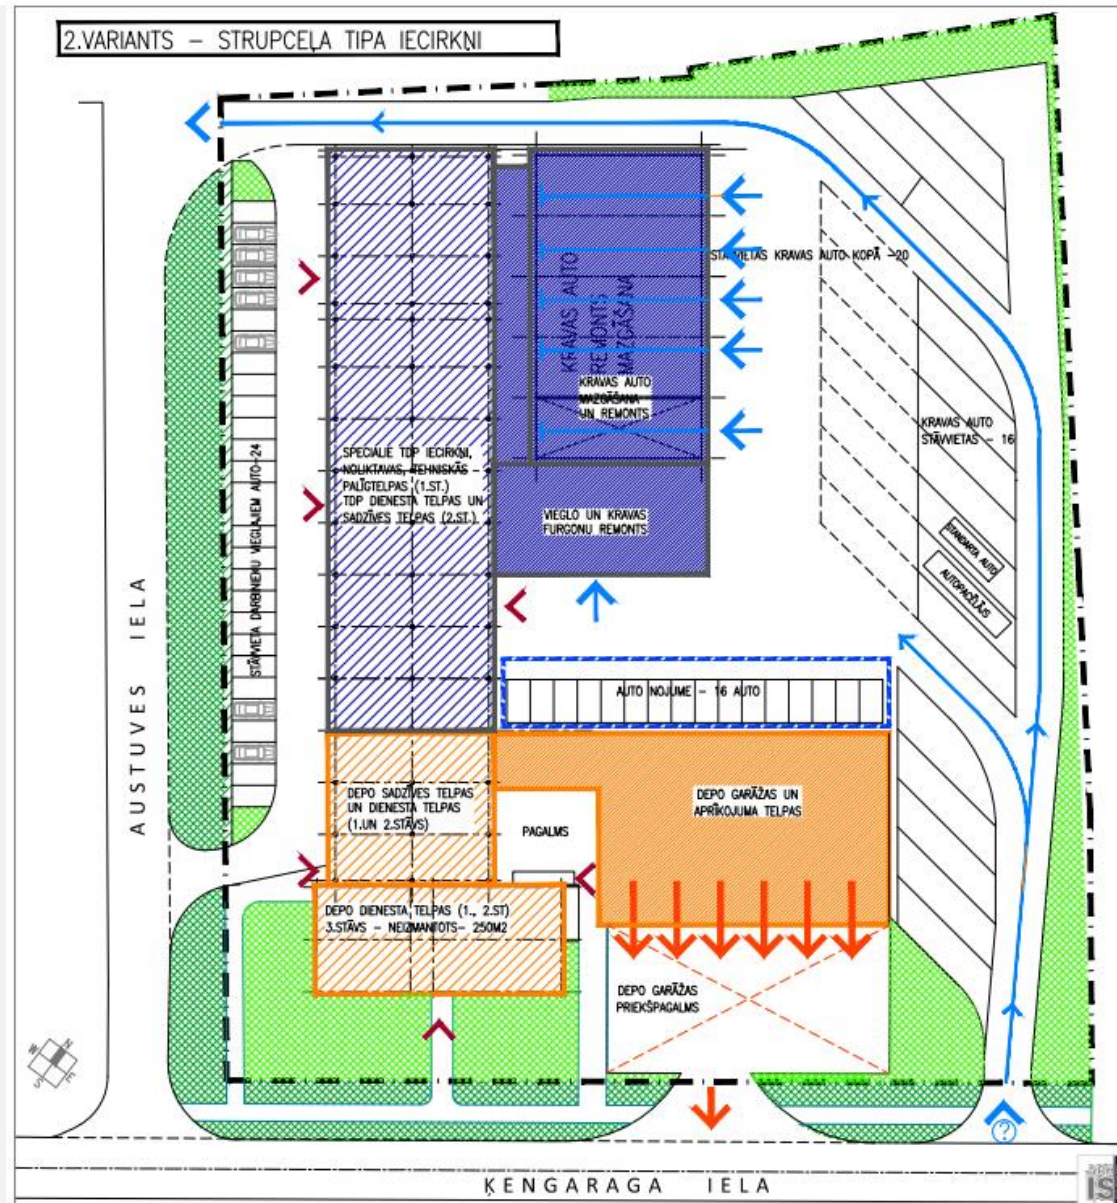 2.VARIANTS – STRUPCEĻA TIPA IECIRKŅI
STĀVVIETAS KRAVAS AUTO KOPĀ –20
KRAVAS AUTO
REMONTS
MAZGĀŠANA
KRAVAS AUTO
MAZGĀŠANA
UN REMONTS
KRAVAS AUTO
STĀVVIETAS – 16
SPECIALIE TDP IECIRKŅI,
NOLIKTAVAS, TEHNISKĀS –
PALĪGTELPAS (1.ST.)
TDP DIENESTA TELPAS UN
SADZĪVES TELPAS (2.ST.)
VIEGLO UN KRAVAS
FURGONU REMONTS
STANDARTA AUTO
AUTOPACĒLĀJS
STĀVVIETA DARBINIEKU VIEGLAJIEM AUTO–24
AUSTUVES IELA
AUTO NOJUME – 16 AUTO
DEPO SADZĪVES TELPAS
UN DIENESTA TELPAS
(1.UN 2.STĀVS)
PAGALMS
DEPO GARĀŽAS UN
APRĪKOJUMA TELPAS
DEPO DIENESTA TELPAS (1., 2.ST)
3.STĀVS – NEIZMANTOTS– 250M2
DEPO GARĀŽAS
PRIEKŠPAGALMS
N
W
E
S
?
ĶENGARAGA IELA
IS